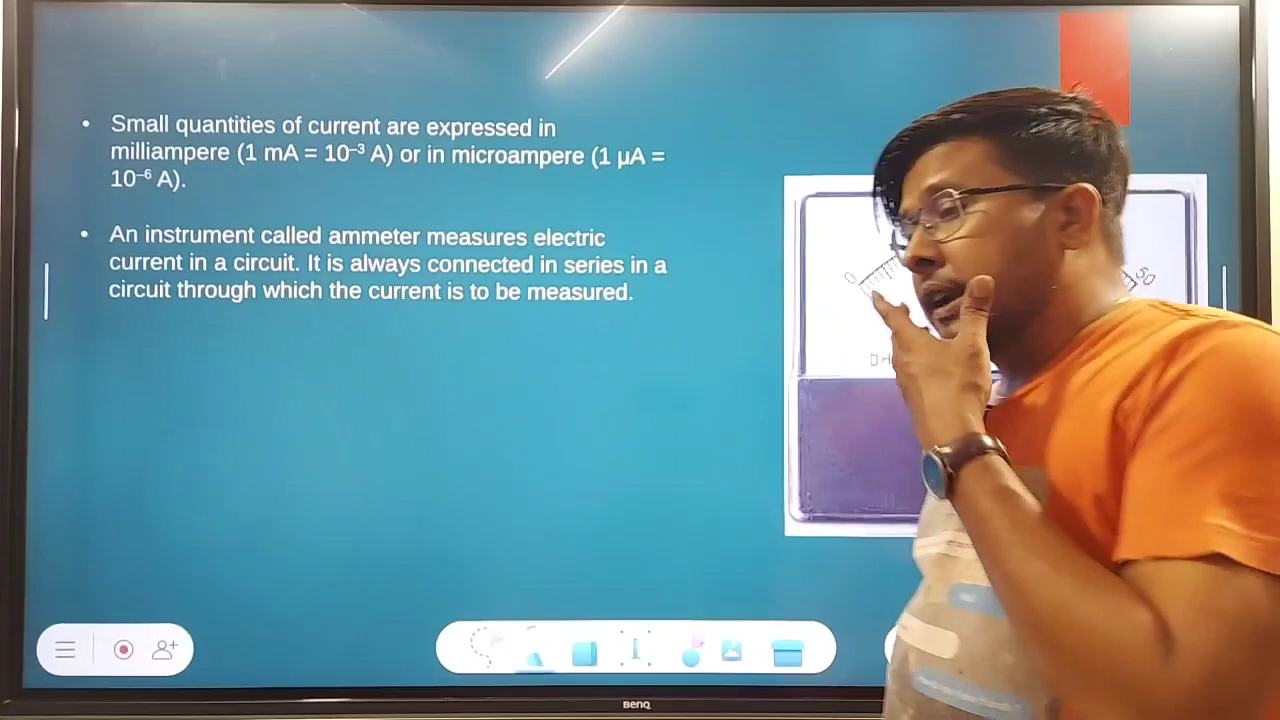 • Small quantities of current are expressed in
milliampere (1 mA = 10⁻³ A) or in microampere (1 µA =
10⁻⁶ A).
• An instrument called ammeter measures electric
current in a circuit. It is always connected in series in a
circuit through which the current is to be measured.
0
50
BenQ